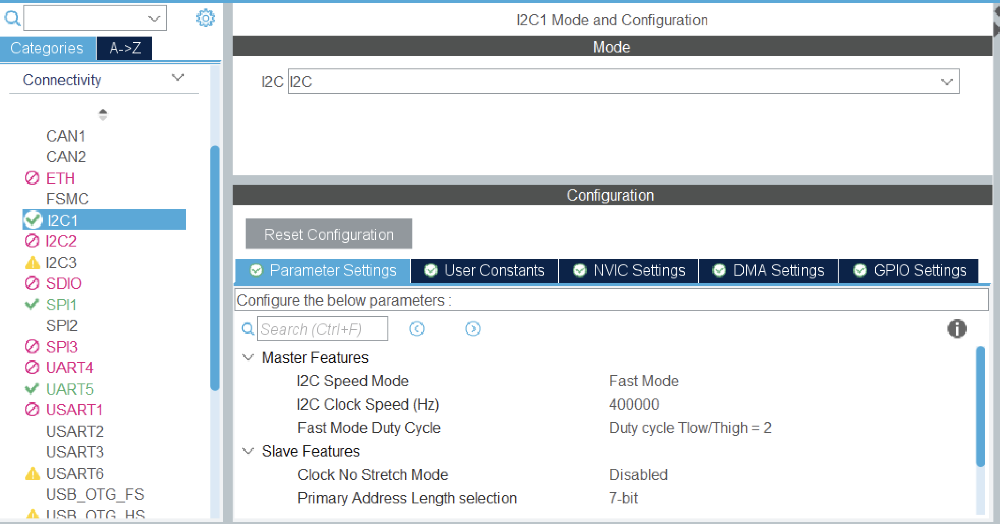 Categories
A->Z
Connectivity
CAN1
CAN2
ETH
FSMC
I2C1
I2C2
I2C3
SDIO
SPI1
SPI2
SPI3
UART4
UART5
USART1
USART2
USART3
USART6
USB_OTG_FS
USB_OTG_HS
I2C1 Mode and Configuration
Mode
I2C I2C
Configuration
Reset Configuration
Parameter Settings
User Constants
NVIC Settings
DMA Settings
GPIO Settings
Configure the below parameters :
Search (Ctrl+F)
Master Features
I2C Speed Mode Fast Mode
I2C Clock Speed (Hz) 400000
Fast Mode Duty Cycle Duty cycle Tlow/Thigh = 2
Slave Features
Clock No Stretch Mode Disabled
Primary Address Length selection 7-bit